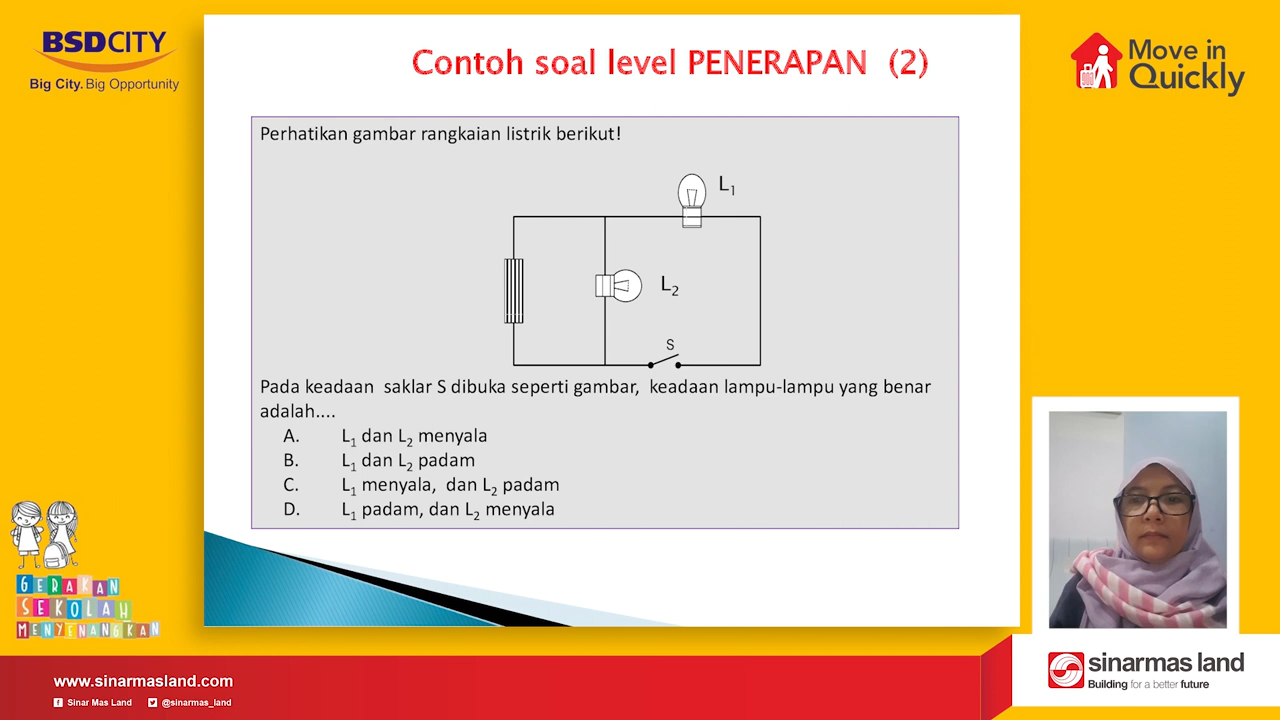 BSDCITY
Big City. Big Opportunity
Contoh soal level PENERAPAN (2)
Move in
Quickly
Perhatikan gambar rangkaian listrik berikut!
L1
L2
S
Pada keadaan saklar S dibuka seperti gambar, keadaan lampu-lampu yang benar
adalah....
A. L1 dan L2 menyala
B. L1 dan L2 padam
C. L1 menyala, dan L2 padam
D. L1 padam, dan L2 menyala
GERAKAN
SEKOLAH
MENYENANGKAN
www.sinarmasland.com
Sinar Mas Land @sinarmas_land
sinarmas land
Building for a better future